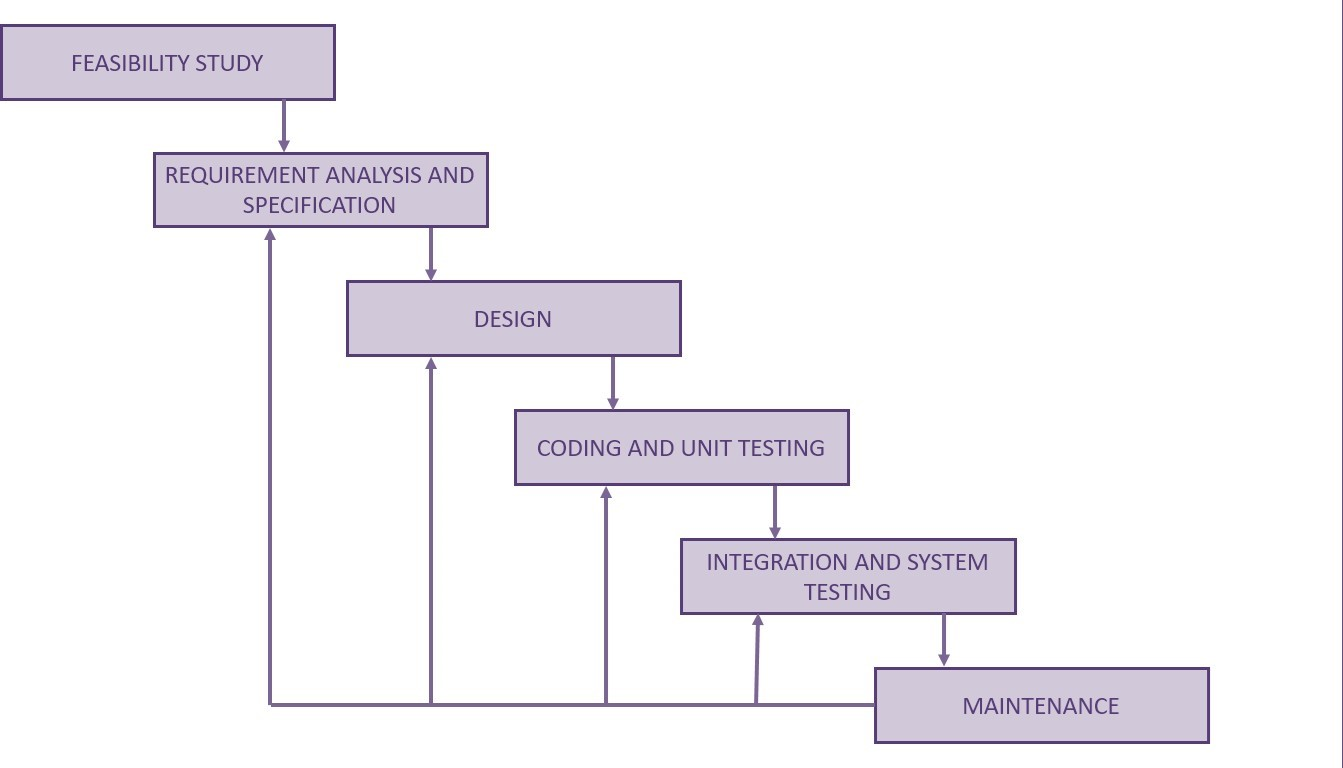 FEASIBILITY STUDY
REQUIREMENT ANALYSIS AND
SPECIFICATION
DESIGN
CODING AND UNIT TESTING
INTEGRATION AND SYSTEM
TESTING
MAINTENANCE